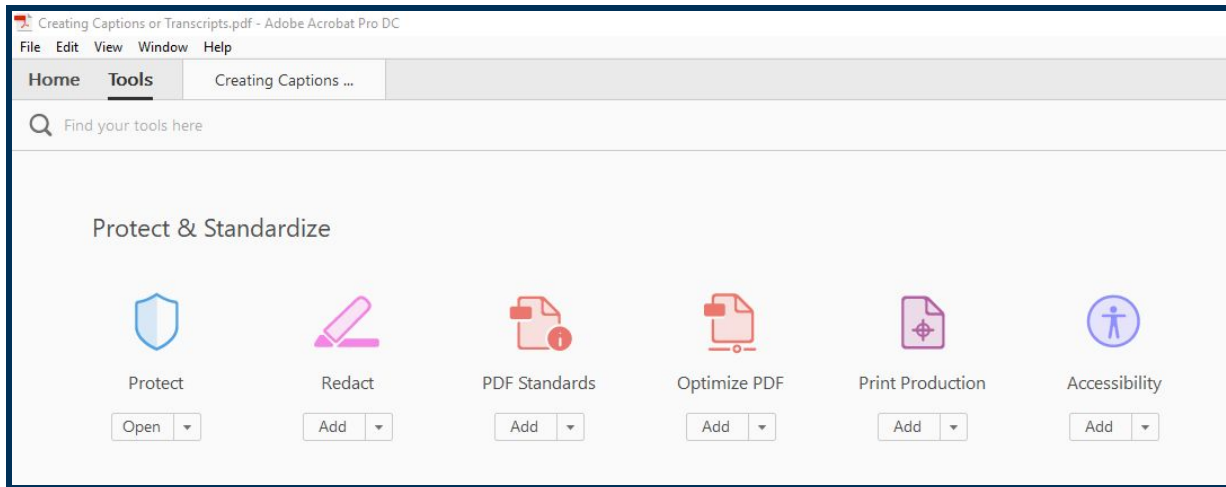 Creating Captions or Transcripts.pdf - Adobe Acrobat Pro DC
File Edit View Window Help
Home Tools Creating Captions ...
Find your tools here
Protect & Standardize
Protect Redact PDF Standards Optimize PDF Print Production Accessibility
Open Add Add Add Add Add